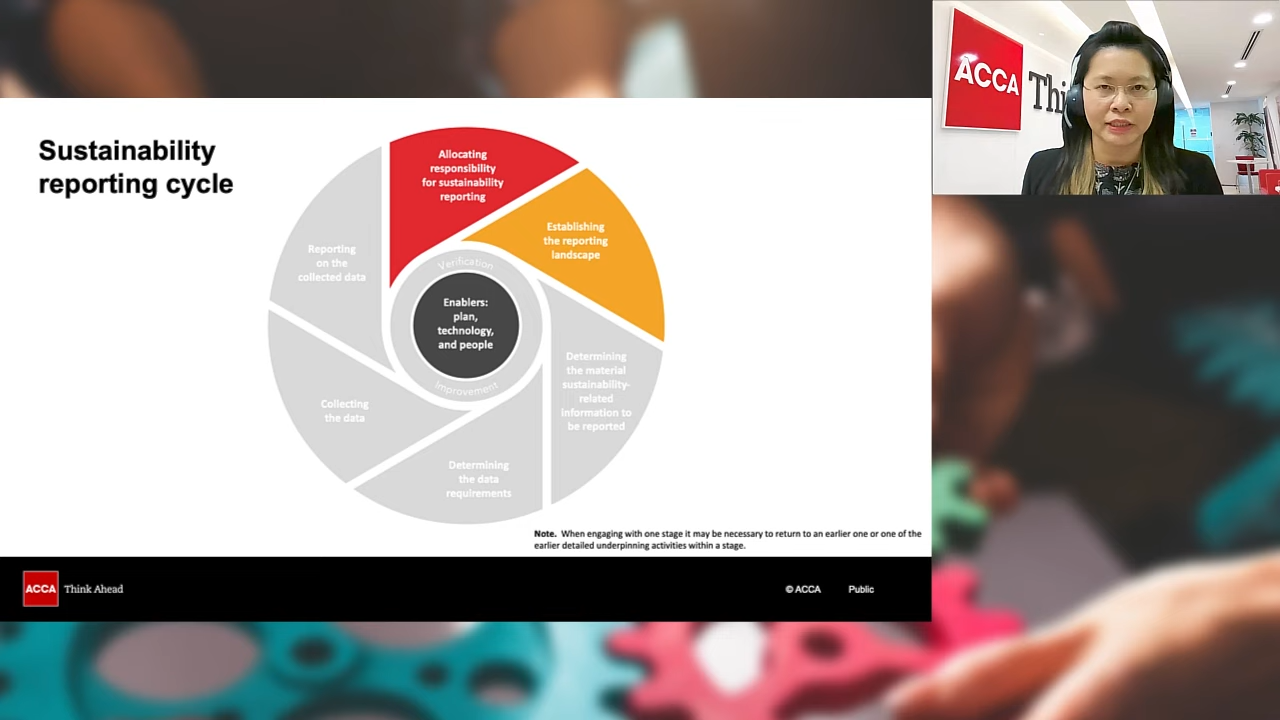 Sustainability
reporting cycle
Allocating
responsibility
for sustainability
reporting
Establishing
the reporting
landscape
Determining
the material
sustainability-
related
information to
be reported
Determining
the data
requirements
Collecting
the data
Reporting
on the
collected data
Verification
Enablers:
plan,
technology,
and people
Improvement
Note. When engaging with one stage it may be necessary to return to an earlier one or one of the
earlier detailed underpinning activities within a stage.
ACCA
Think Ahead
© ACCA
Public
ACCA
Thi